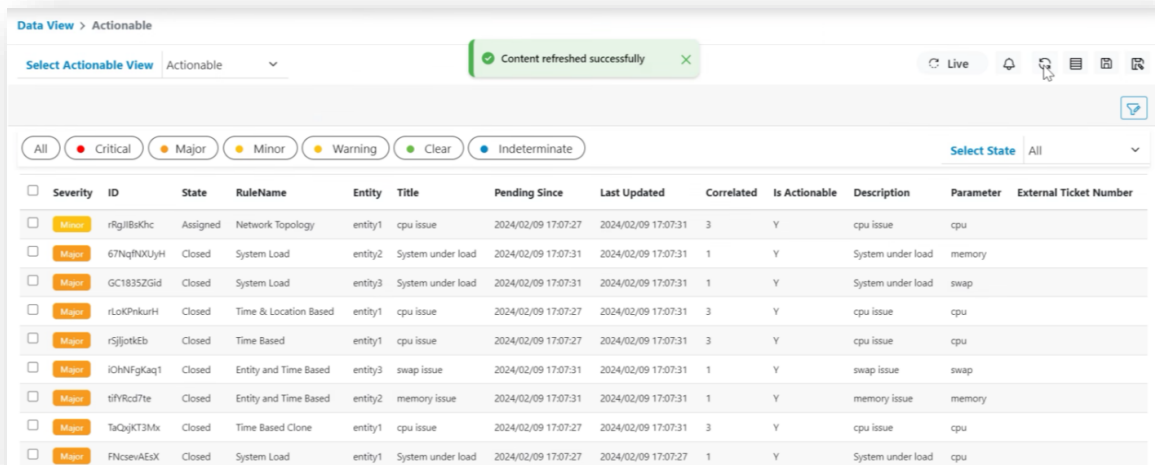 Data View > Actionable
Select Actionable View Actionable
Content refreshed successfully
Live
All Critical Major Minor Warning Clear Indeterminate
Select State All
Severity ID State RuleName Entity Title Pending Since Last Updated Correlated Is Actionable Description Parameter External Ticket Number
Minor rRgJIBsKhc Assigned Network Topology entity1 cpu issue 2024/02/09 17:07:27 2024/02/09 17:07:31 3 Y cpu issue cpu
Major 67NqfNXUyH Closed System Load entity2 System under load 2024/02/09 17:07:31 2024/02/09 17:07:31 1 Y System under load memory
Major GC1835ZGid Closed System Load entity3 System under load 2024/02/09 17:07:31 2024/02/09 17:07:31 1 Y System under load swap
Major rLoKPnkurH Closed Time & Location Based entity1 cpu issue 2024/02/09 17:07:27 2024/02/09 17:07:31 3 Y cpu issue cpu
Major rSjljotkEb Closed Time Based entity1 cpu issue 2024/02/09 17:07:27 2024/02/09 17:07:31 3 Y cpu issue cpu
Major iOhNFgKaq1 Closed Entity and Time Based entity3 swap issue 2024/02/09 17:07:31 2024/02/09 17:07:31 1 Y swap issue swap
Major tifYRcd7te Closed Entity and Time Based entity2 memory issue 2024/02/09 17:07:31 2024/02/09 17:07:31 1 Y memory issue memory
Major TaQxjKT3Mx Closed Time Based Clone entity1 cpu issue 2024/02/09 17:07:27 2024/02/09 17:07:31 3 Y cpu issue cpu
Major FNcsevAEsX Closed System Load entity1 System under load 2024/02/09 17:07:27 2024/02/09 17:07:27 1 Y System under load cpu